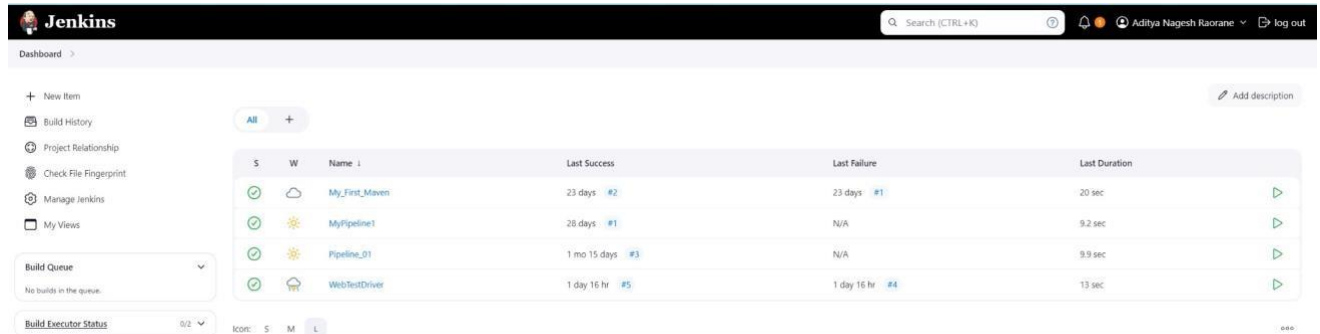 Jenkins
Search (CTRL+K)
?
1
Aditya Nagesh Raorane
log out
Dashboard
+ New Item
Build History
Project Relationship
Check File Fingerprint
Manage Jenkins
My Views
Build Queue
No builds in the queue.
Build Executor Status 0/2
Add description
All +
S W Name ↓ Last Success Last Failure Last Duration
My_First_Maven 23 days #2 23 days #1 20 sec
MyPipeline1 28 days #1 N/A 9.2 sec
Pipeline_01 1 mo 15 days #3 N/A 9.9 sec
WebTestDriver 1 day 16 hr #5 1 day 16 hr #4 13 sec
Icon: S M L